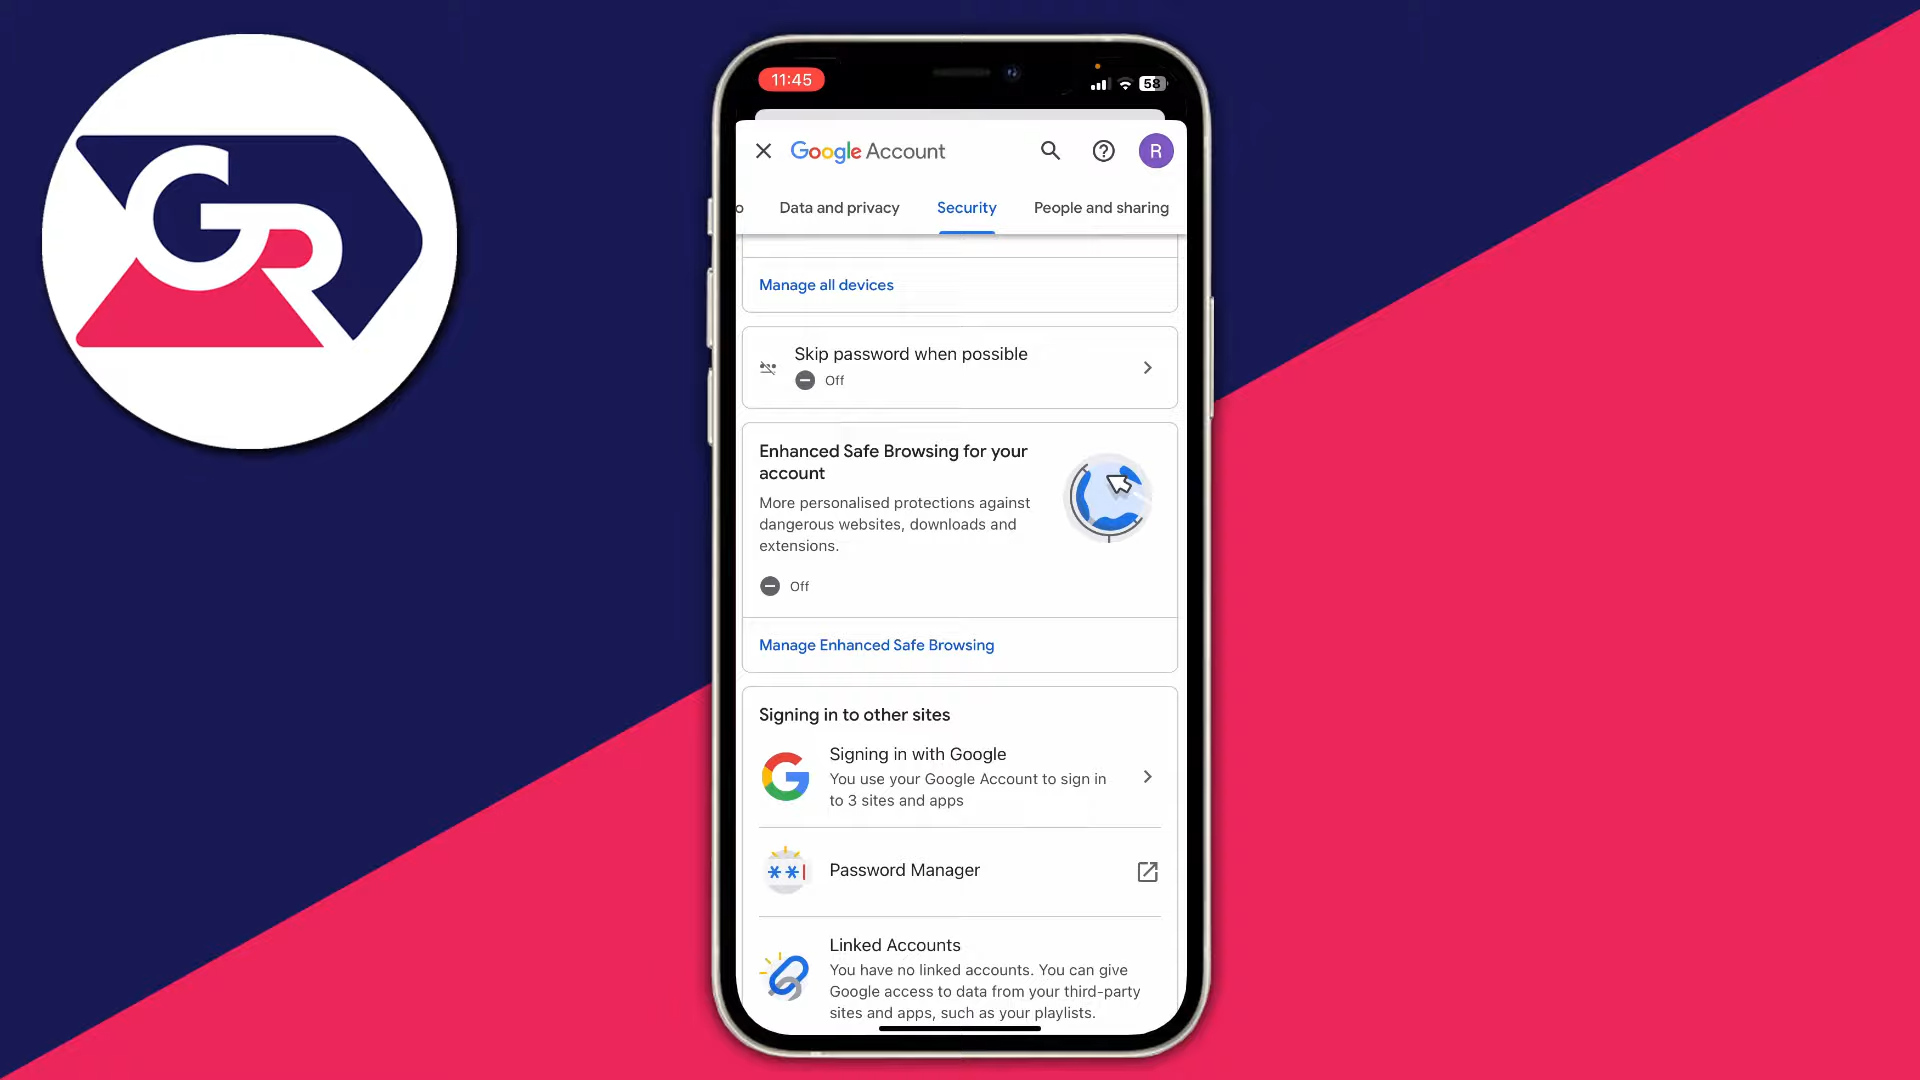 GR
11:45
58
Google Account
R
o
Data and privacy
Security
People and sharing
Manage all devices
Skip password when possible
Off
Enhanced Safe Browsing for your
account
More personalised protections against
dangerous websites, downloads and
extensions.
Off
Manage Enhanced Safe Browsing
Signing in to other sites
Signing in with Google
You use your Google Account to sign in
to 3 sites and apps
Password Manager
Linked Accounts
You have no linked accounts. You can give
Google access to data from your third-party
sites and apps, such as your playlists.